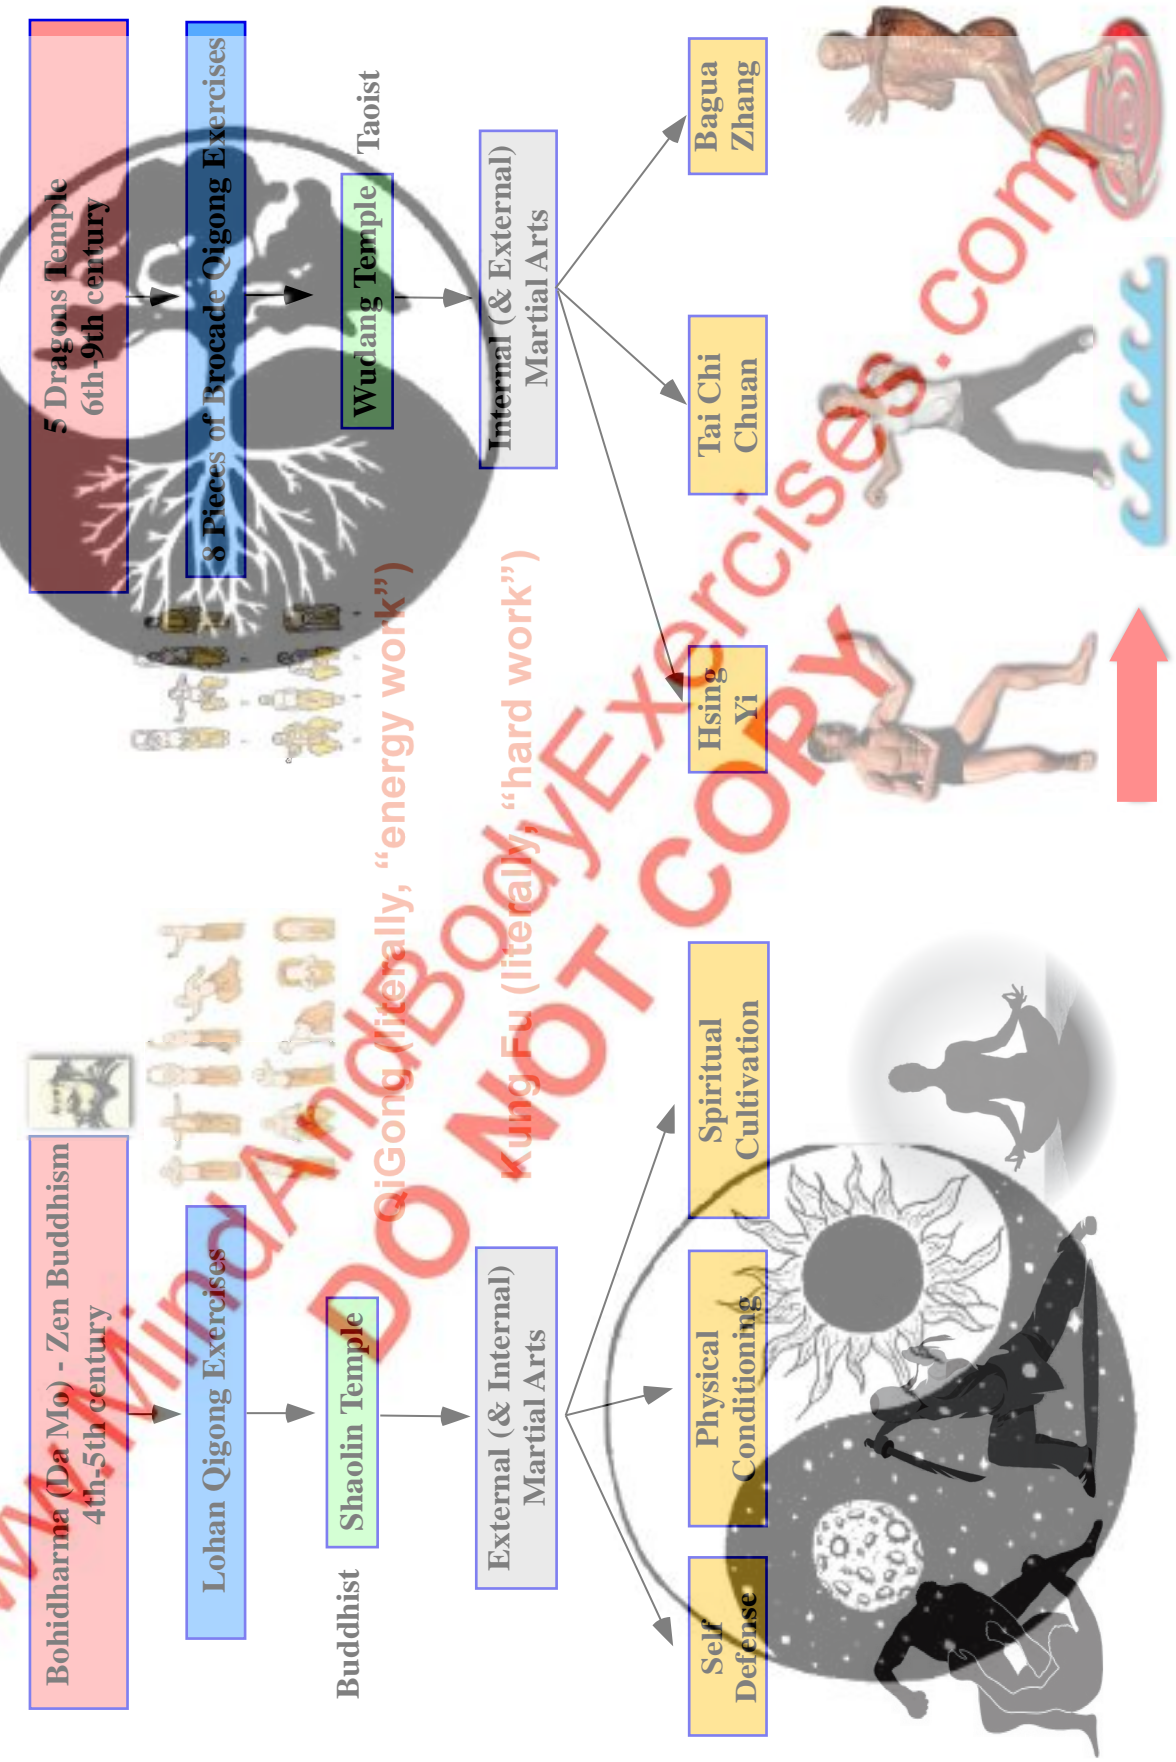 Bohidharma (Da Mo) - Zen Buddhism
4th-5th century
Lohan Qigong Exercises
Buddhist
Shaolin Temple
External (& Internal)
Martial Arts
Self
Defense
Physical
Conditioning
Spiritual
Cultivation
5 Dragons Temple
6th-9th century
8 Pieces of Brocade Qigong Exercises
Taoist
Wudang Temple
Internal (& External)
Martial Arts
Hsing
Yi
Tai Chi
Chuan
Bagua
Zhang
QiGong (literally, “energy work”)
Kung Fu (literally, “hard work”)
www.MindAndBodyExercises.com
DO NOT COPY